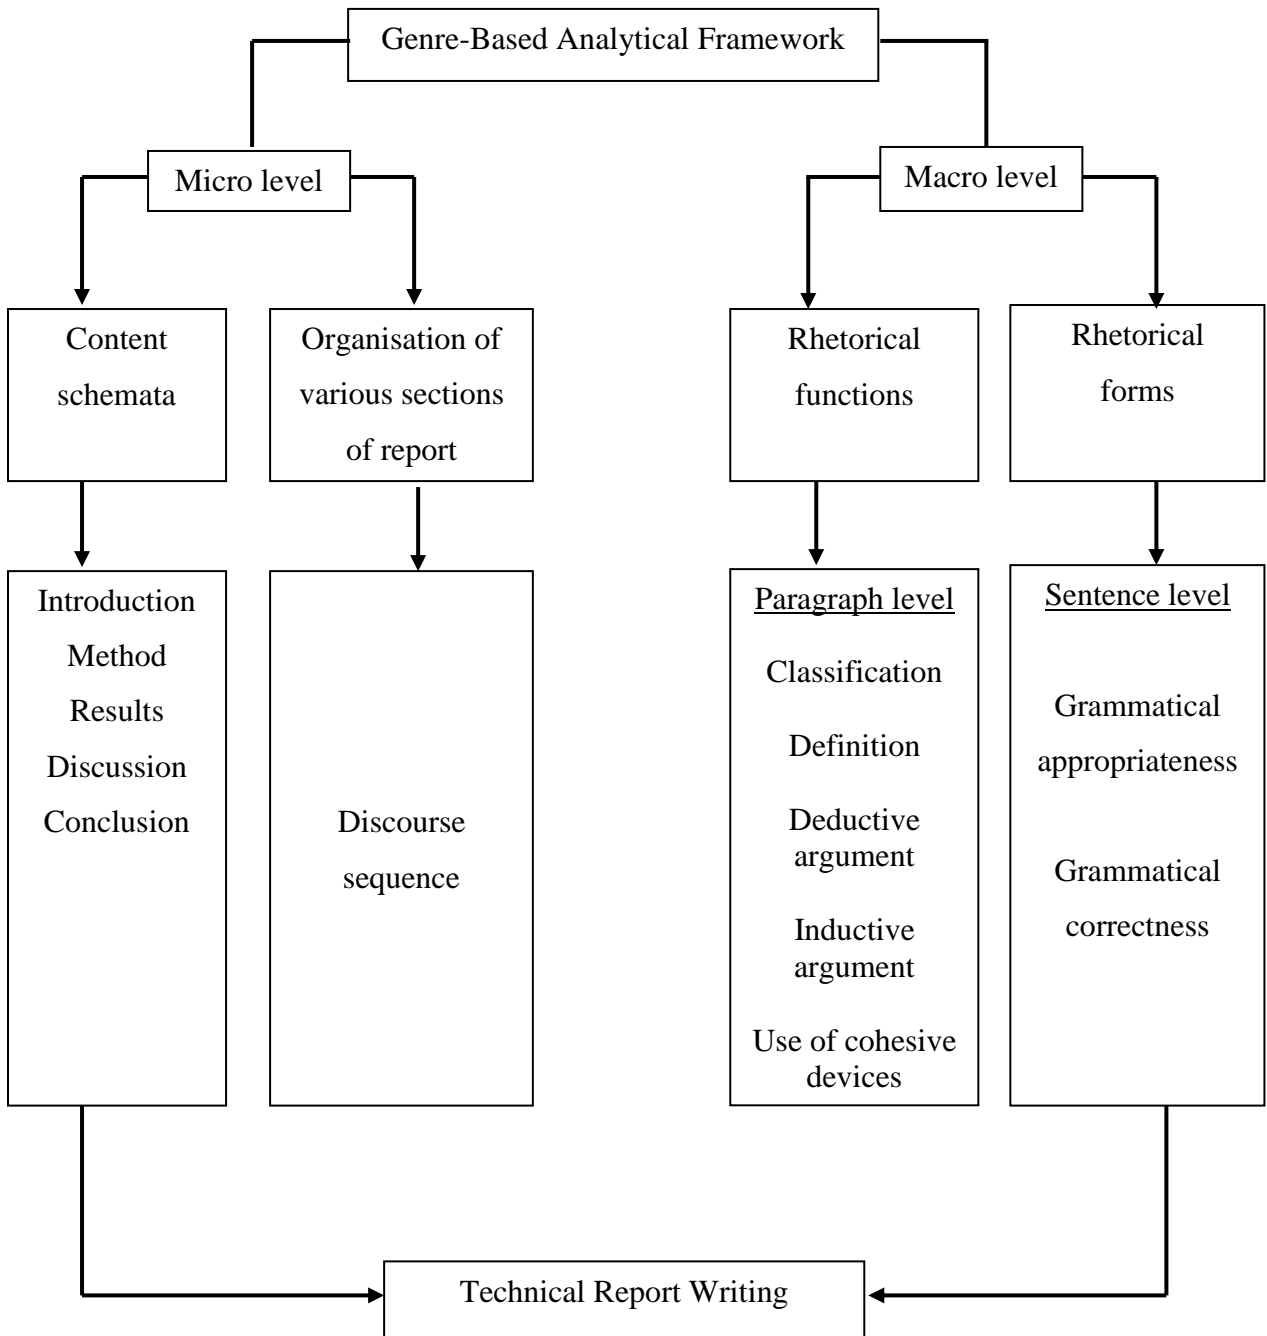 Genre-Based Analytical Framework
Micro level
Macro level
Content
schemata
Organisation of
various sections
of report
Rhetorical
functions
Rhetorical
forms
Introduction
Method
Results
Discussion
Conclusion
Discourse
sequence
Paragraph level
Classification
Definition
Deductive
argument
Inductive
argument
Use of cohesive
devices
Sentence level
Grammatical
appropriateness
Grammatical
correctness
Technical Report Writing